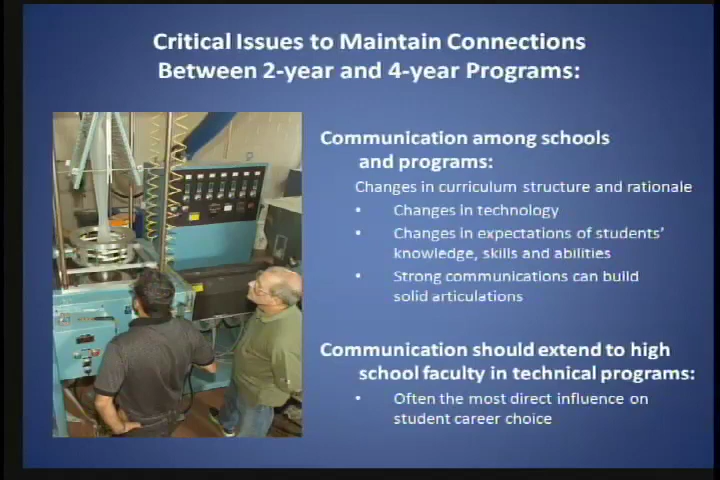 Critical Issues to Maintain Connections
Between 2-year and 4-year Programs:
Communication among schools
and programs:
Changes in curriculum structure and rationale
• Changes in technology
• Changes in expectations of students'
knowledge, skills and abilities
• Strong communications can build
solid articulations
Communication should extend to high
school faculty in technical programs:
• Often the most direct influence on
student career choice